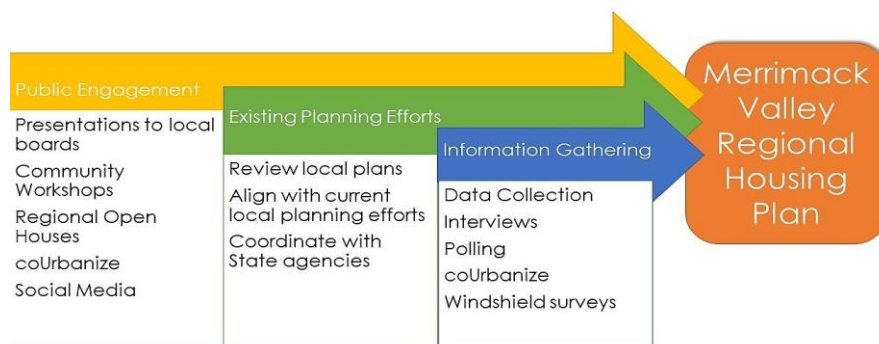 Public Engagement
Presentations to local
boards
Community
Workshops
Regional Open
Houses
coUrbanize
Social Media
Existing Planning Efforts
Review local plans
Align with current
local planning efforts
Coordinate with
State agencies
Information Gathering
Data Collection
Interviews
Polling
coUrbanize
Windshield surveys
Merrimack
Valley
Regional
Housing
Plan